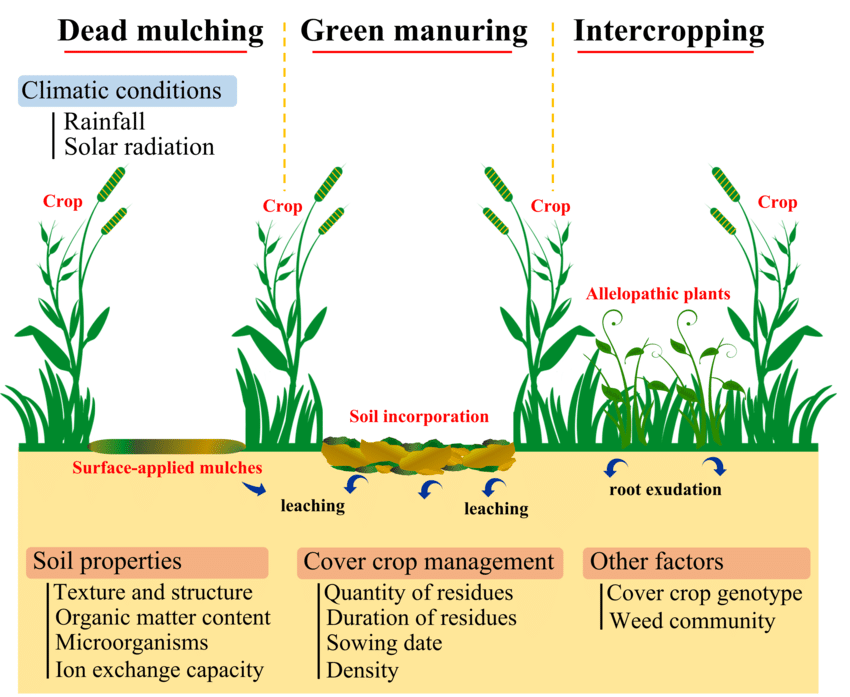 Dead mulching
Green manuring
Intercropping
Climatic conditions
Rainfall
Solar radiation
Crop
Crop
Crop
Crop
Allelopathic plants
Soil incorporation
Surface-applied mulches
leaching
leaching
root exudation
Soil properties
Texture and structure
Organic matter content
Microorganisms
Ion exchange capacity
Cover crop management
Quantity of residues
Duration of residues
Sowing date
Density
Other factors
Cover crop genotype
Weed community